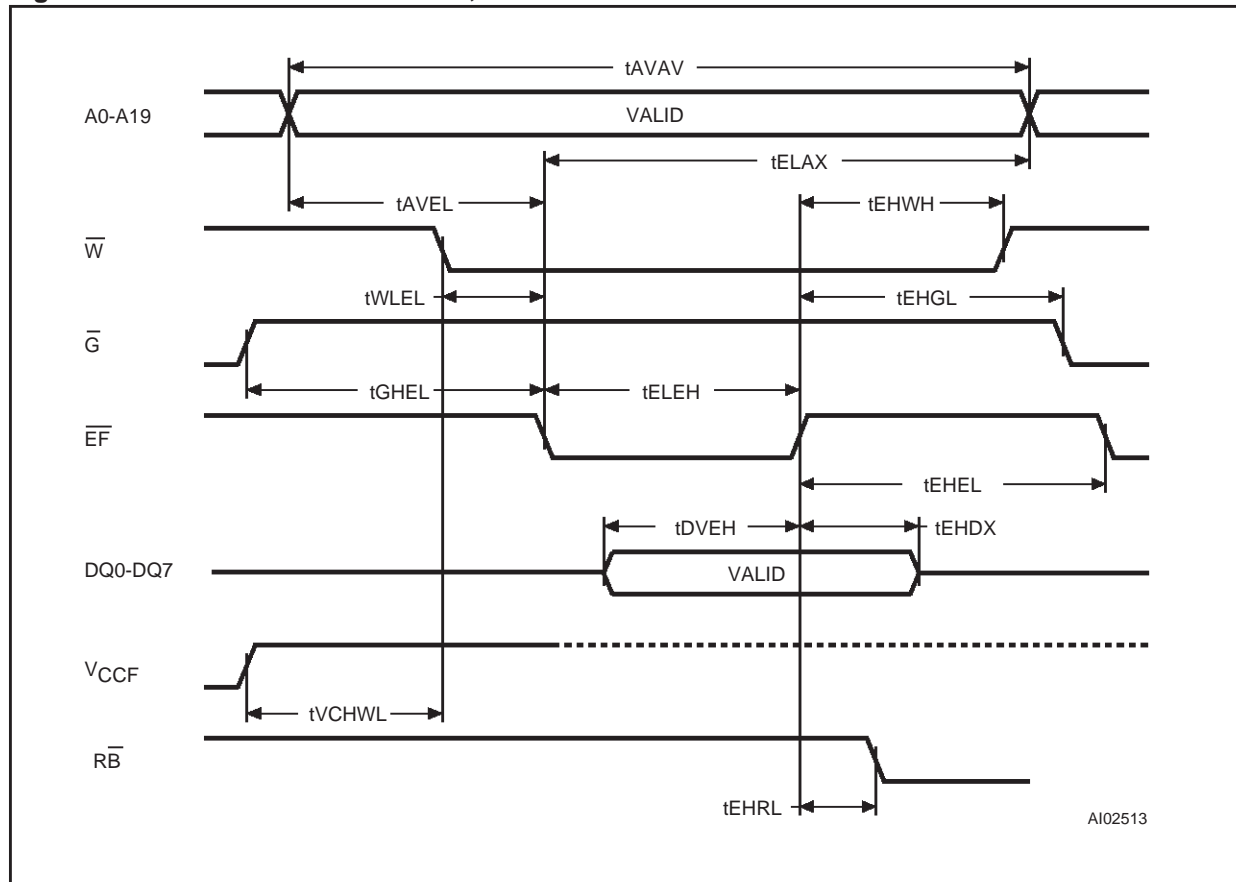 tAVAV
A0-A19
VALID
tELAX
tAVEL
tEHWH
W̅
tWLEL
tEHGL
G̅
tGHEL
tELEH
E̅F̅
tEHEL
tDVEH
tEHDX
DQ0-DQ7
VALID
VCCF
tVCHWL
RB̅
tEHRL
AI02513